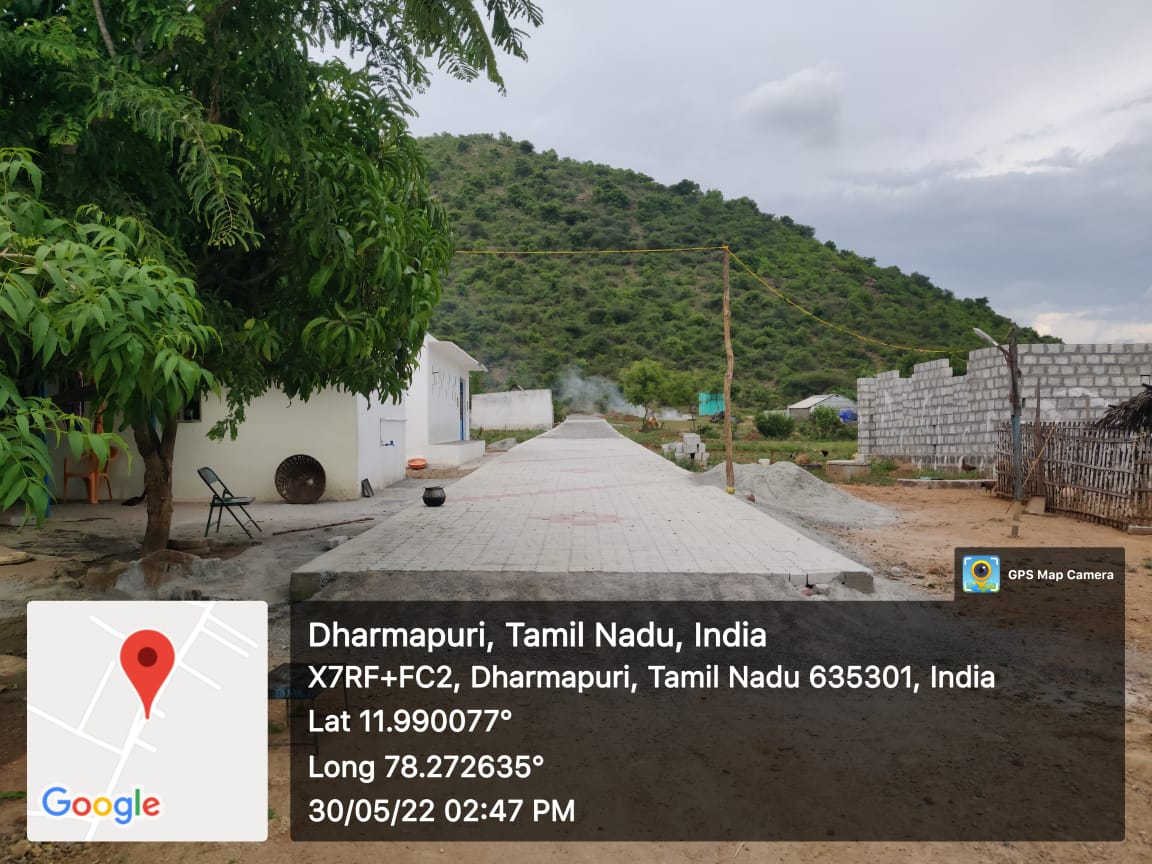 GPS Map Camera
Dharmapuri, Tamil Nadu, India
X7RF+FC2, Dharmapuri, Tamil Nadu 635301, India
Lat 11.990077°
Long 78.272635°
30/05/22 02:47 PM
Google